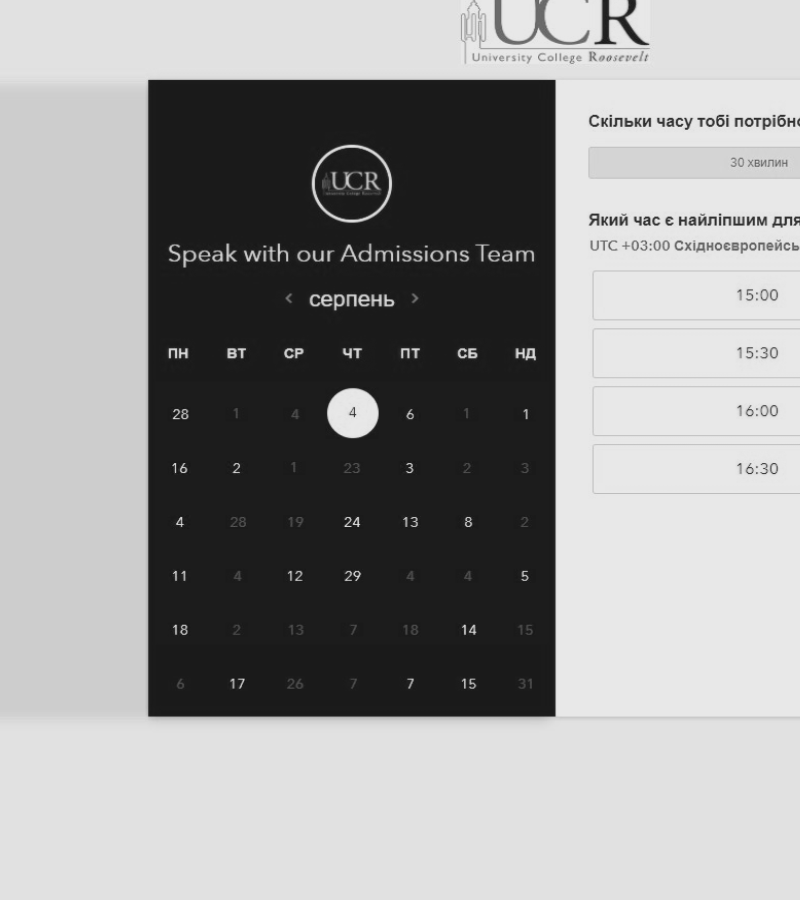 UCR
University College Roosevelt
UCR
Speak with our Admissions Team
серпень
ПН ВТ СР ЧТ ПТ СБ НД
28 1 4 4 6 1 1
16 2 1 23 3 2 3
4 28 19 24 13 8 2
11 4 12 29 4 4 5
18 2 13 7 18 14 15
6 17 26 7 7 15 31
Скільки часу тобі потрібно
30 хвилин
Який час є найліпшим для
UTC +03:00 Східноєвропейсь
15:00
15:30
16:00
16:30